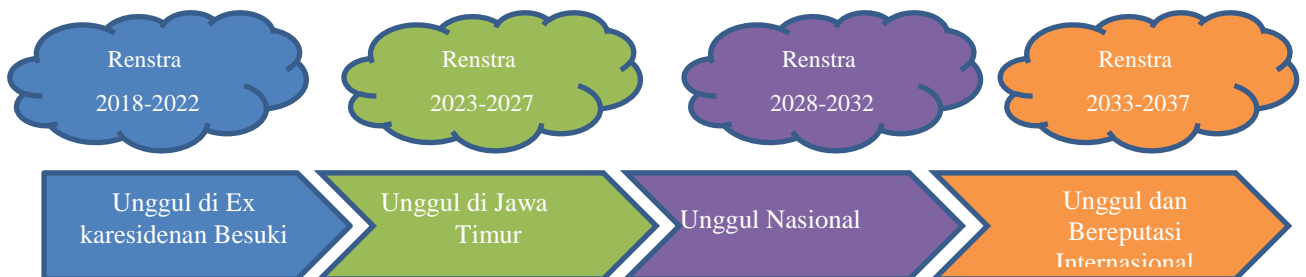 Renstra
2018-2022
Renstra
2023-2027
Renstra
2028-2032
Renstra
2033-2037
Unggul di Ex
karesidenan Besuki
Unggul di Jawa
Timur
Unggul Nasional
Unggul dan
Bereputasi
Internasional